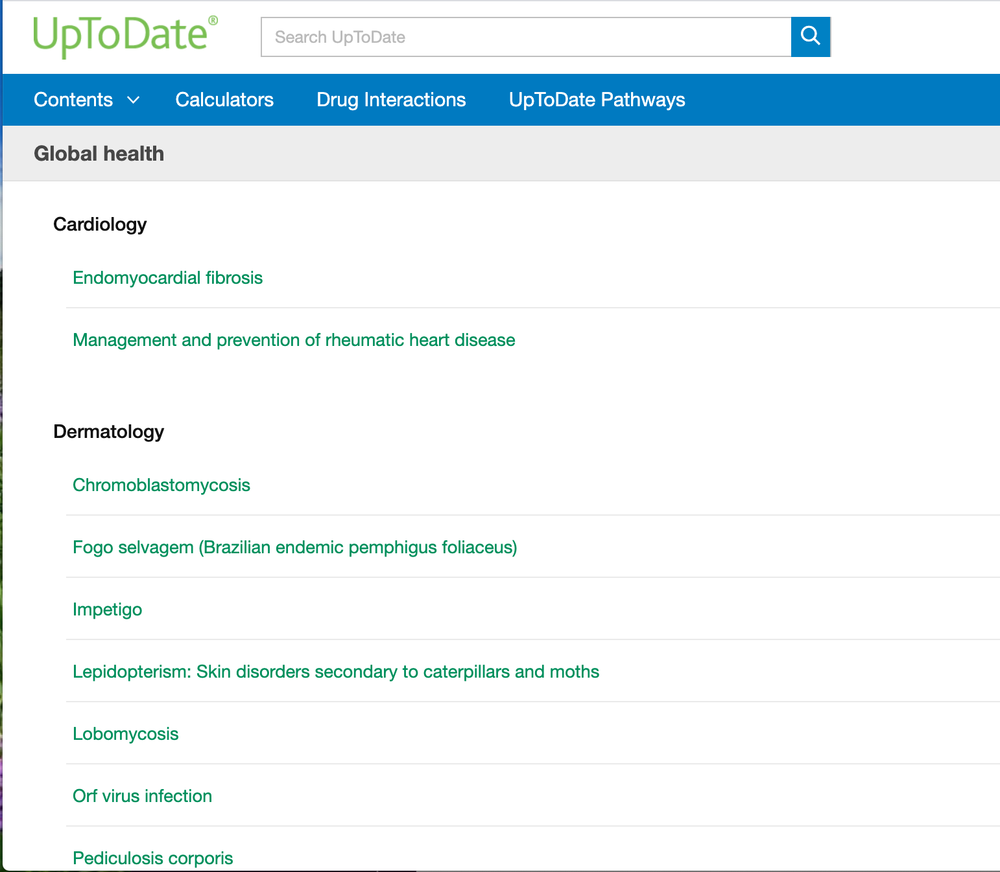 UpToDate®
Search UpToDate
Contents Calculators Drug Interactions UpToDate Pathways
Global health
Cardiology
Endomyocardial fibrosis
Management and prevention of rheumatic heart disease
Dermatology
Chromoblastomycosis
Fogo selvagem (Brazilian endemic pemphigus foliaceus)
Impetigo
Lepidopterism: Skin disorders secondary to caterpillars and moths
Lobomycosis
Orf virus infection
Pediculosis corporis